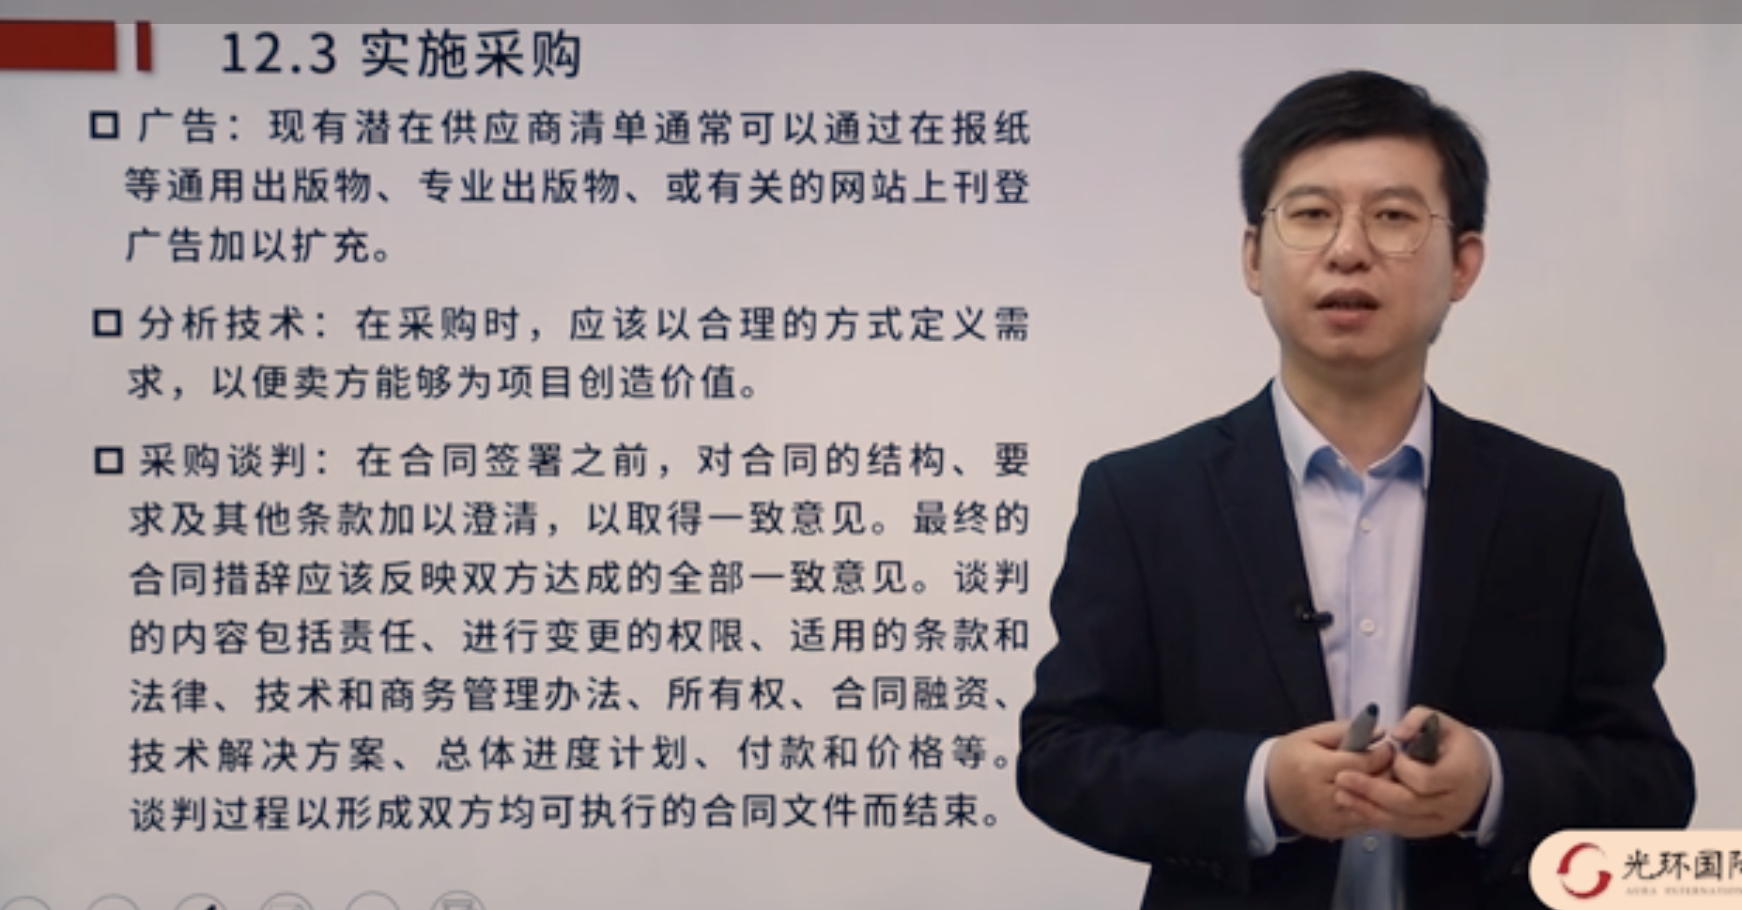 12.3 实施采购
广告：现有潜在供应商清单通常可以通过在报纸
等通用出版物、专业出版物、或有关的网站上刊登
广告加以扩充。
分析技术：在采购时，应该以合理的方式定义需
求，以便卖方能够为项目创造价值。
采购谈判：在合同签署之前，对合同的结构、要
求及其他条款加以澄清，以取得一致意见。最终的
合同措辞应该反映双方达成的全部一致意见。谈判
的内容包括责任、进行变更的权限、适用的条款和
法律、技术和商务管理办法、所有权、合同融资、
技术解决方案、总体进度计划、付款和价格等。
谈判过程以形成双方均可执行的合同文件而结束。
光环国际